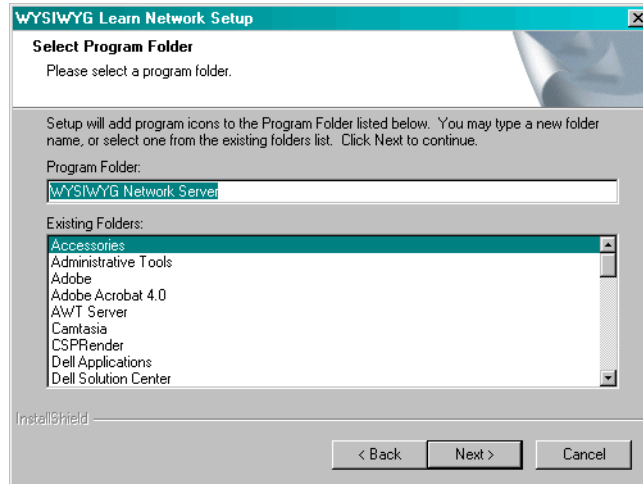 WYSIWYG Learn Network Setup
Select Program Folder
Please select a program folder.
Setup will add program icons to the Program Folder listed below. You may type a new folder
name, or select one from the existing folders list. Click Next to continue.
Program Folder:
WYSIWYG Network Server
Existing Folders:
Accessories
Administrative Tools
Adobe
Adobe Acrobat 4.0
AWT Server
Camtasia
CSPRender
Dell Applications
Dell Solution Center
InstallShield
< Back Next > Cancel